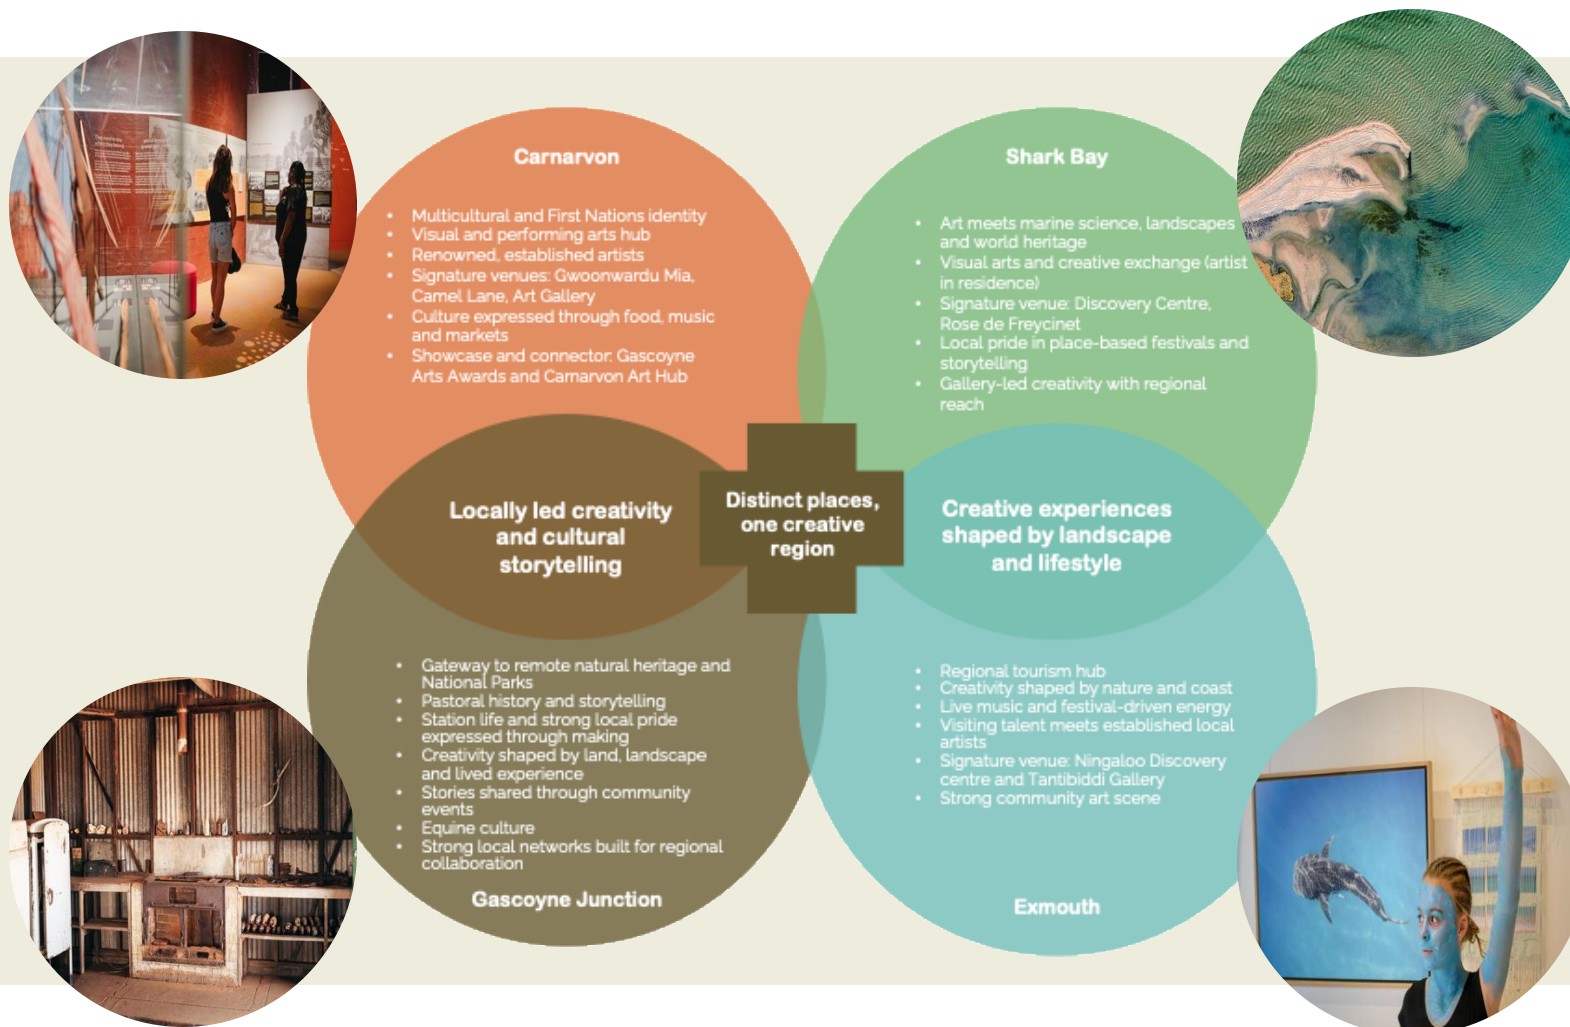 Carnarvon
• Multicultural and First Nations identity
• Visual and performing arts hub
• Renowned, established artists
• Signature venues: Gwoonwardu Mia,
Camel Lane, Art Gallery
• Culture expressed through food, music
and markets
• Showcase and connector: Gascoyne
Arts Awards and Carnarvon Art Hub
Shark Bay
• Art meets marine science, landscapes
and world heritage
• Visual arts and creative exchange (artist
in residence)
• Signature venue: Discovery Centre,
Rose de Freycinet
• Local pride in place-based festivals and
storytelling
• Gallery-led creativity with regional
reach
Locally led creativity
and cultural
storytelling
Distinct places,
one creative
region
Creative experiences
shaped by landscape
and lifestyle
• Gateway to remote natural heritage and
National Parks
• Pastoral history and storytelling
• Station life and strong local pride
expressed through making
• Creativity shaped by land, landscape
and lived experience
• Stories shared through community
events
• Equine culture
• Strong local networks built for regional
collaboration
Gascoyne Junction
• Regional tourism hub
• Creativity shaped by nature and coast
• Live music and festival-driven energy
• Visiting talent meets established local
artists
• Signature venue: Ningaloo Discovery
centre and Tantibiddi Gallery
• Strong community art scene
Exmouth